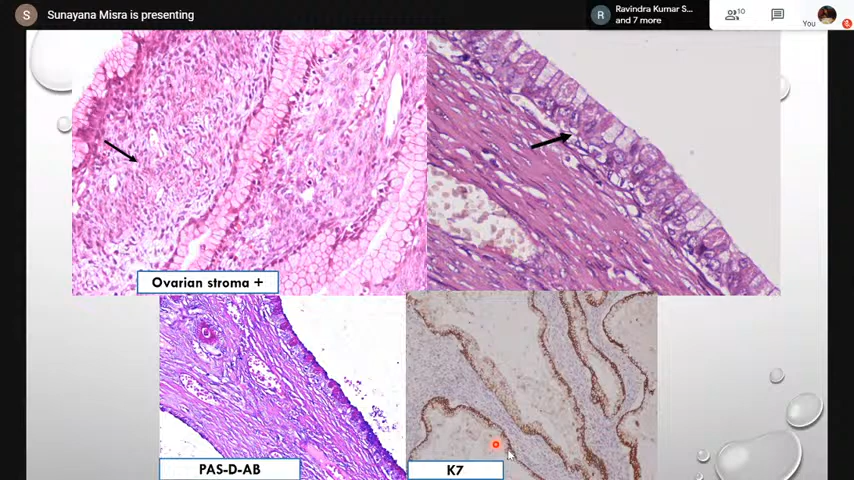 S
Sunayana Misra is presenting
R
Ravindra Kumar S...
and 7 more
10
You
Ovarian stroma +
PAS-D-AB
K7